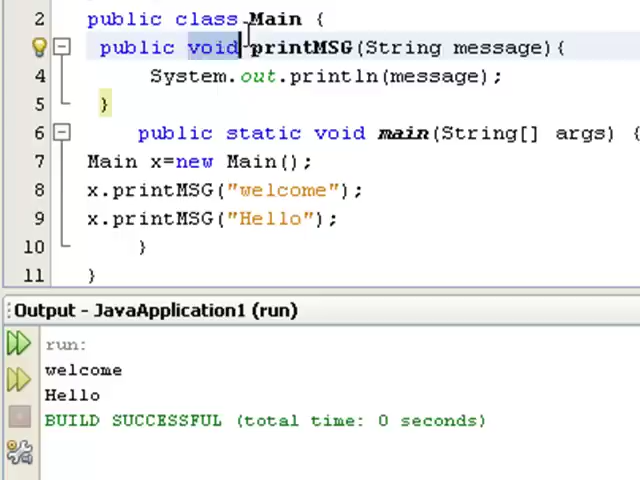 2 public class Main {
public void printMSG(String message){
4 System.out.println(message);
5 }
6 public static void main(String[] args) {
7 Main x=new Main();
8 x.printMSG("welcome");
9 x.printMSG("Hello");
10 }
11 }
Output - JavaApplication1 (run)
run:
welcome
Hello
BUILD SUCCESSFUL (total time: 0 seconds)